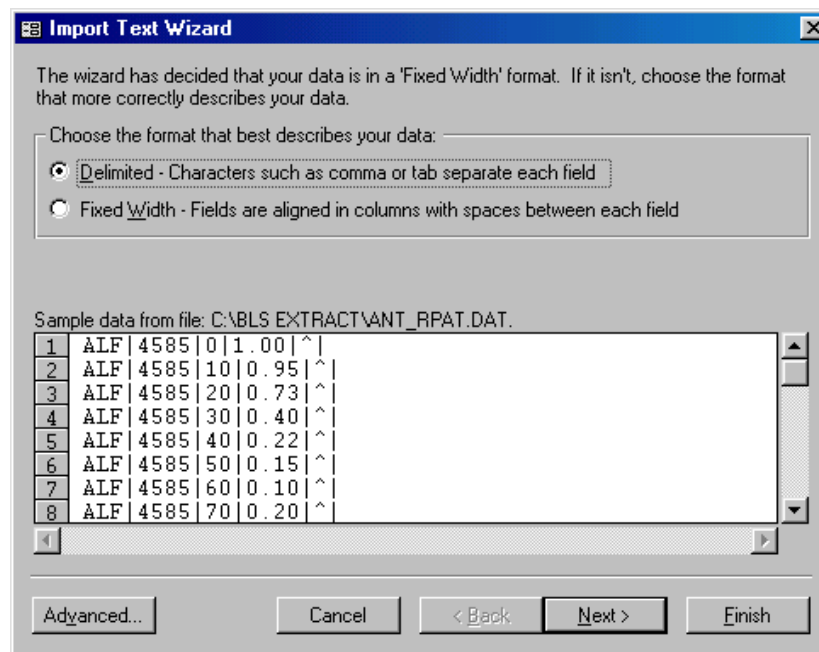 Import Text Wizard
The wizard has decided that your data is in a 'Fixed Width' format. If it isn't, choose the format
that more correctly describes your data.
Choose the format that best describes your data:
Delimited - Characters such as comma or tab separate each field
Fixed Width - Fields are aligned in columns with spaces between each field
Sample data from file: C:\BLS EXTRACT\ANT_RPAT.DAT.
1 ALF|4585|0|1.00|^|
2 ALF|4585|10|0.95|^|
3 ALF|4585|20|0.73|^|
4 ALF|4585|30|0.40|^|
5 ALF|4585|40|0.22|^|
6 ALF|4585|50|0.15|^|
7 ALF|4585|60|0.10|^|
8 ALF|4585|70|0.20|^|
Advanced... Cancel < Back Next > Finish